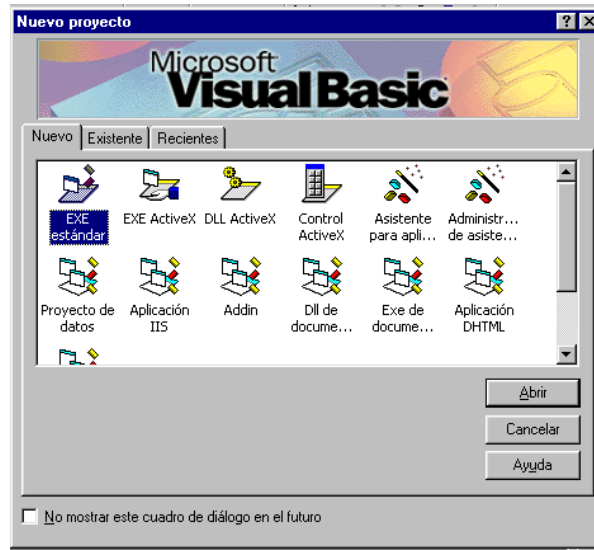 Nuevo proyecto
Microsoft
Visual Basic
Nuevo Existente Recientes
EXE EXE ActiveX DLL ActiveX Control Asistente Administr...
estándar ActiveX para apli... de asiste...
Proyecto de Aplicación Addin Dll de Exe de Aplicación
datos IIS docume... docume... DHTML
Abrir
Cancelar
Ayuda
No mostrar este cuadro de diálogo en el futuro